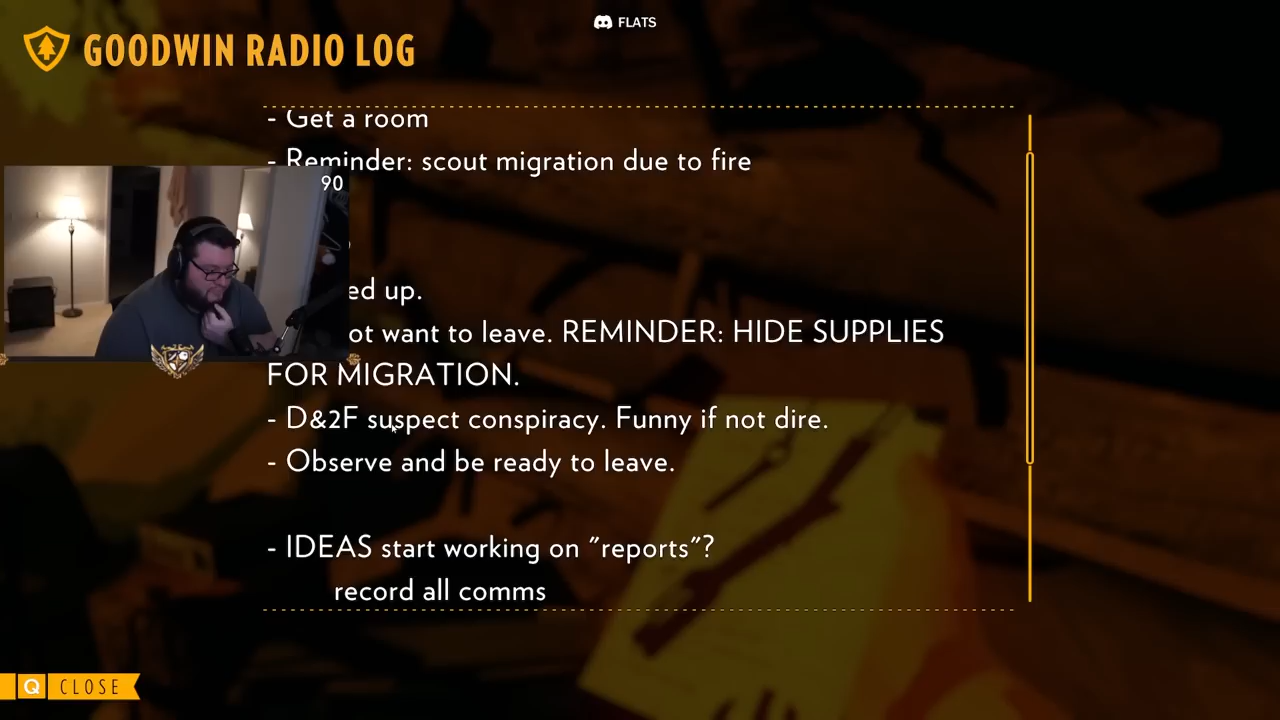 FLATS
GOODWIN RADIO LOG
- Get a room
- Reminder: scout migration due to fire
90
ed up.
ot want to leave. REMINDER: HIDE SUPPLIES
FOR MIGRATION.
- D&2F suspect conspiracy. Funny if not dire.
- Observe and be ready to leave.
- IDEAS start working on "reports"?
record all comms
Q CLOSE